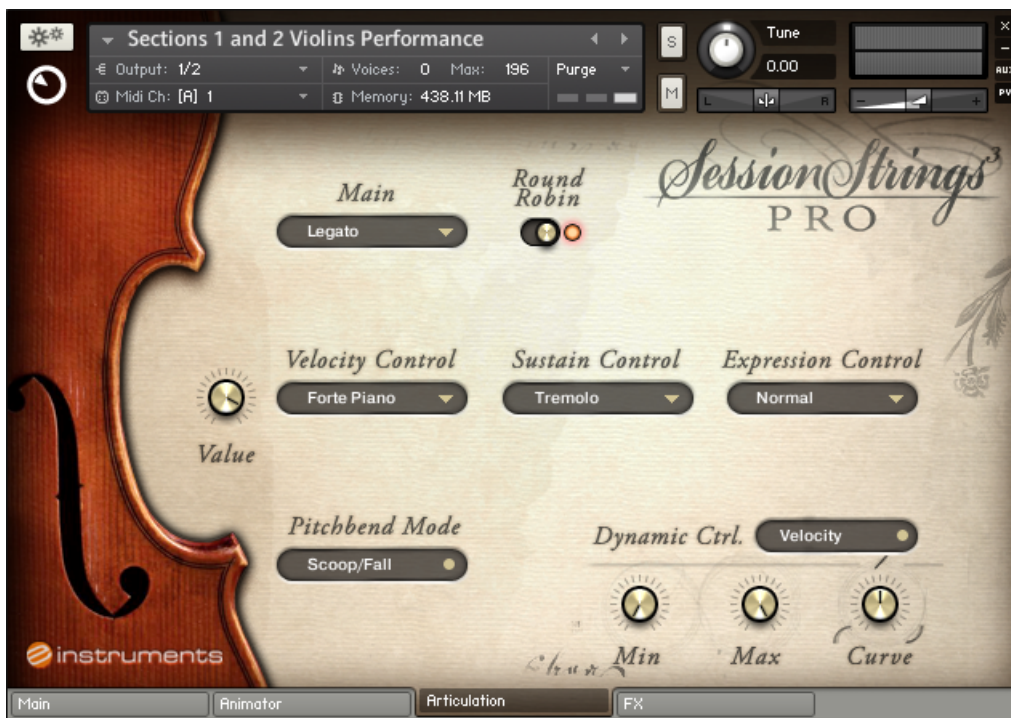 Sections 1 and 2 Violins Performance
Output: 1/2
Voices: 0 Max: 196
Purge
Midi Ch: [A] 1
Memory: 438.11 MB
S
M
Tune
0.00
L
R
X
-
AUX
PV
Session Strings 3
PRO
Main
Round
Robin
Legato
Velocity Control
Sustain Control
Expression Control
Forte Piano
Tremolo
Normal
Value
Pitchbend Mode
Scoop/Fall
Dynamic Ctrl.
Velocity
Min
Max
Curve
e instruments
Main
Animator
Articulation
FX